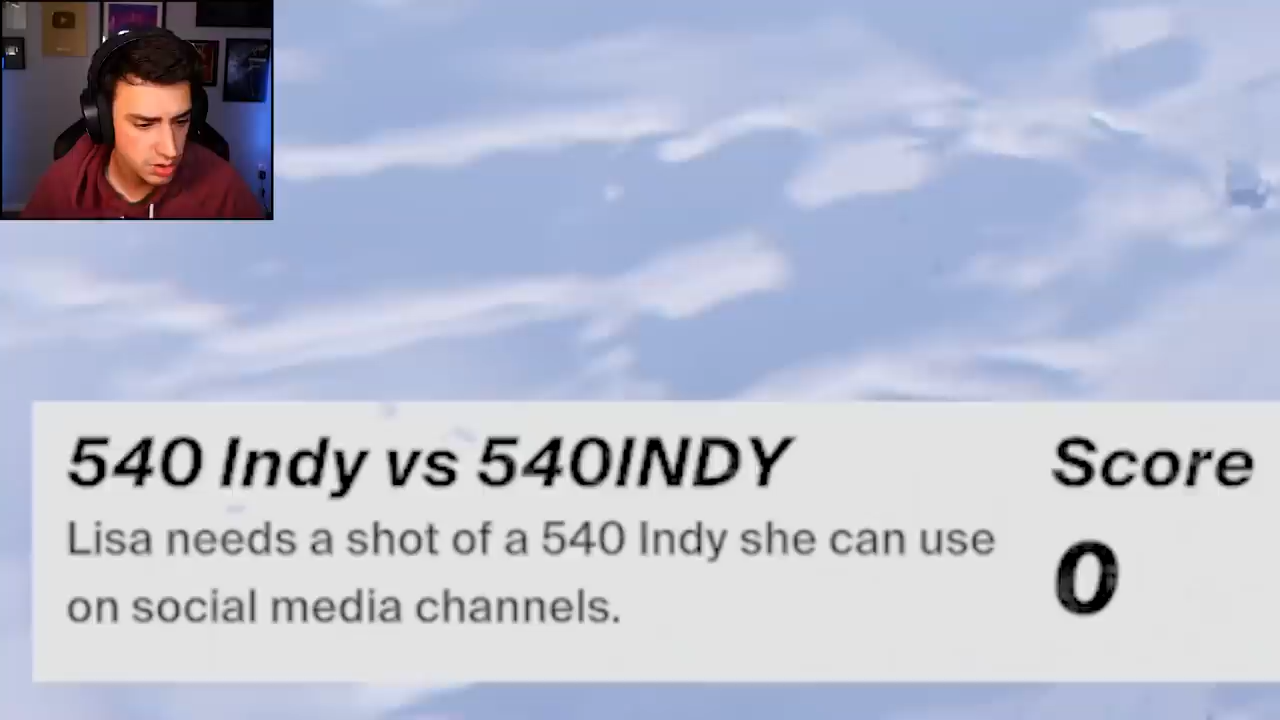 540 Indy vs 540INDY
Score
Lisa needs a shot of a 540 Indy she can use
on social media channels.
0